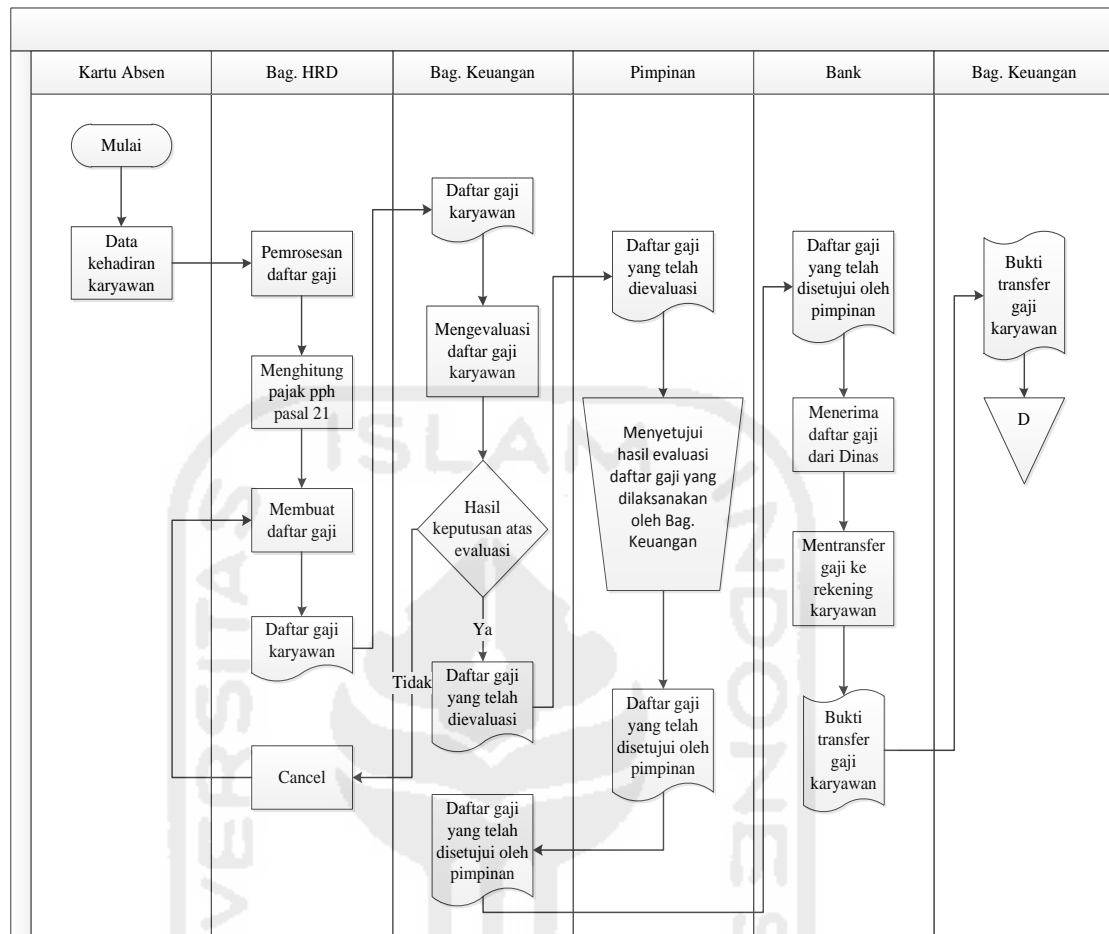 Kartu Absen
Bag. HRD
Bag. Keuangan
Pimpinan
Bank
Bag. Keuangan
Mulai
Data
kehadiran
karyawan
Pemrosesan
daftar gaji
Menghitung
pajak pph
pasal 21
Membuat
daftar gaji
Daftar gaji
karyawan
Cancel
Daftar gaji
karyawan
Mengevaluasi
daftar gaji
karyawan
Hasil
keputusan atas
evaluasi
Ya
Tidak
Daftar gaji
yang telah
dievaluasi
Daftar gaji
yang telah
disetujui oleh
pimpinan
Daftar gaji
yang telah
dievaluasi
Menyetujui
hasil evaluasi
daftar gaji yang
dilaksanakan
oleh Bag.
Keuangan
Daftar gaji
yang telah
disetujui oleh
pimpinan
Daftar gaji
yang telah
disetujui oleh
pimpinan
Menerima
daftar gaji
dari Dinas
Mentransfer
gaji ke
rekening
karyawan
Bukti
transfer
gaji
karyawan
Bukti
transfer
gaji
karyawan
D
ISLAM
VERSITAS
INDONES